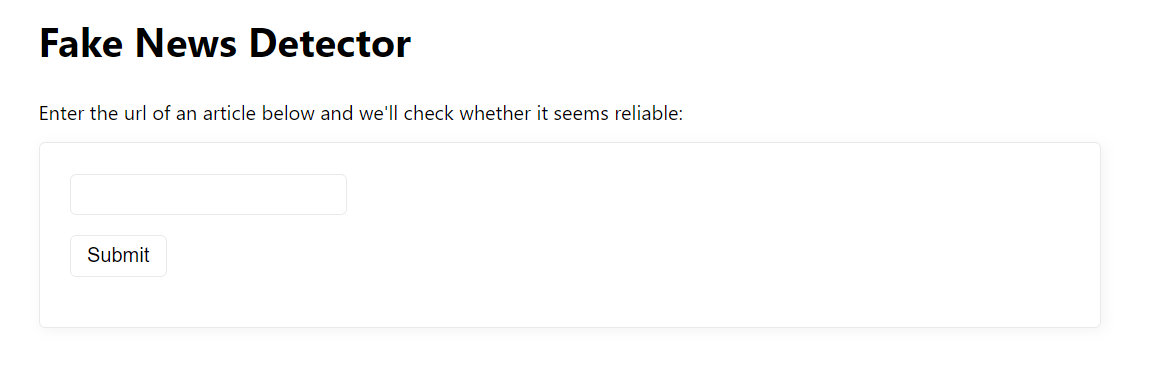 Fake News Detector
Enter the url of an article below and we'll check whether it seems reliable:
Submit